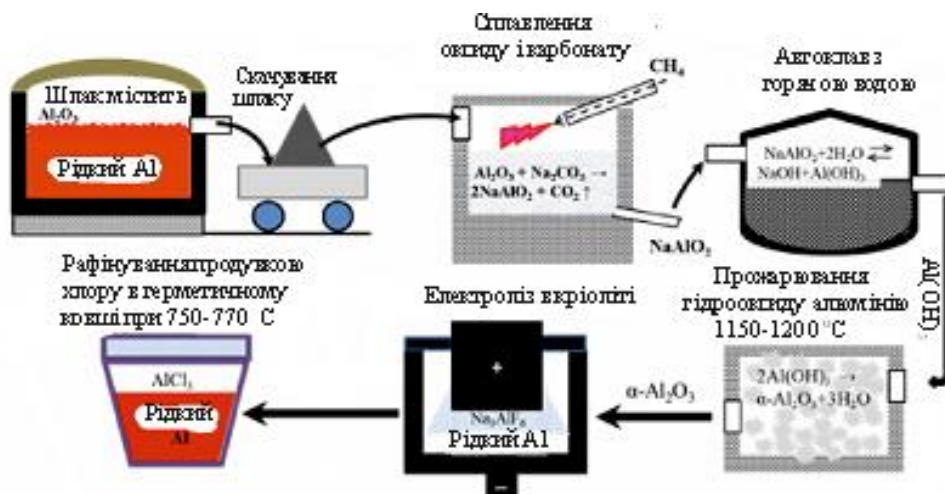 Шлак містить
Al₂O₃
Рідкий Al
Скачування
шлаку
Сплавлення
оксиду і карбонату
CH₄
Al₂O₃ + Na₂CO₃ →
2NaAlO₂ + CO₂ ↑
NaAlO₂
Автоклав з
гарячою водою
NaAlO₂+2H₂O ⇄
NaOH+Al(OH)₃
Al(OH)₃
Прожарювання
гідрооксиду алюмінію
1150-1200 °C
2Al(OH)₃ →
α-Al₂O₃+3H₂O
α-Al₂O₃
Електроліз в кріоліті
+
Na₃AlF₆
Рідкий Al
−
Рафінування продувкою
хлору в герметичному
ковші при 750-770 °C
AlCl₃
Рідкий
Al